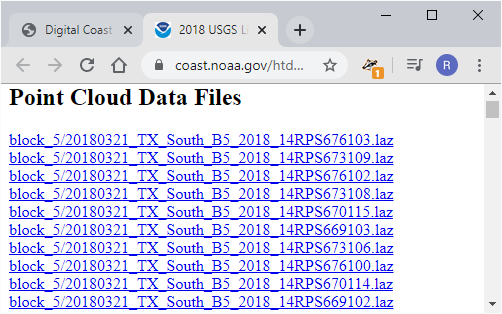 Digital Coast
2018 USGS Li
coast.noaa.gov/htd...
1
R
Point Cloud Data Files
block_5/20180321_TX_South_B5_2018_14RPS676103.laz
block_5/20180321_TX_South_B5_2018_14RPS673109.laz
block_5/20180321_TX_South_B5_2018_14RPS676102.laz
block_5/20180321_TX_South_B5_2018_14RPS673108.laz
block_5/20180321_TX_South_B5_2018_14RPS670115.laz
block_5/20180321_TX_South_B5_2018_14RPS669103.laz
block_5/20180321_TX_South_B5_2018_14RPS673106.laz
block_5/20180321_TX_South_B5_2018_14RPS676100.laz
block_5/20180321_TX_South_B5_2018_14RPS670114.laz
block_5/20180321_TX_South_B5_2018_14RPS669102.laz